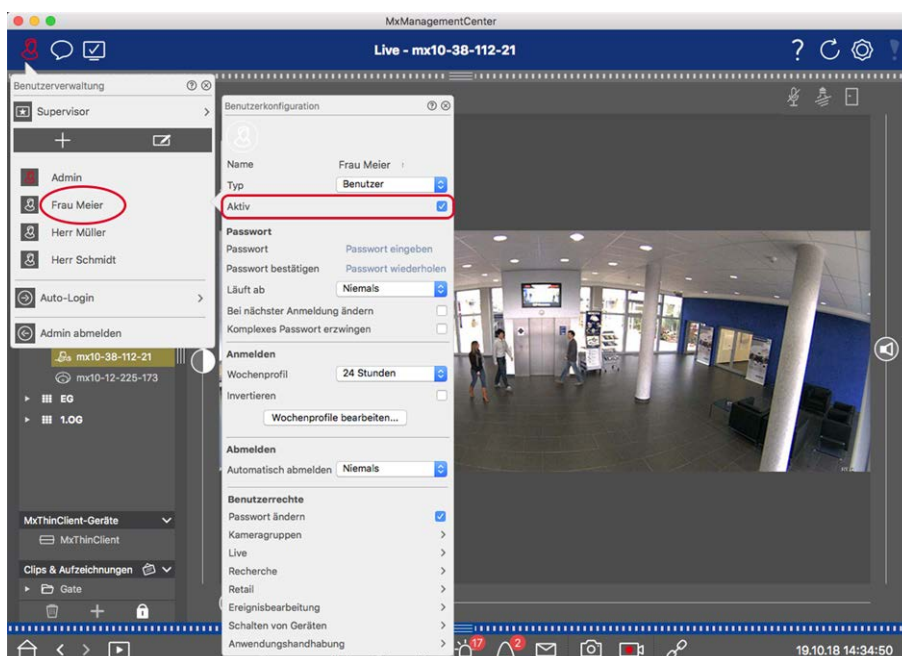 MxManagementCenter
Live - mx10-38-112-21
?
Benutzerverwaltung
Supervisor
Admin
Frau Meier
Herr Müller
Herr Schmidt
Auto-Login
Admin abmelden
mx10-38-112-21
mx10-12-225-173
EG
1.OG
MxThinClient-Geräte
MxThinClient
Clips & Aufzeichnungen
Gate
Benutzerkonfiguration
Name Frau Meier
Typ Benutzer
Aktiv
Passwort
Passwort Passwort eingeben
Passwort bestätigen Passwort wiederholen
Läuft ab Niemals
Bei nächster Anmeldung ändern
Komplexes Passwort erzwingen
Anmelden
Wochenprofil 24 Stunden
Invertieren
Wochenprofile bearbeiten...
Abmelden
Automatisch abmelden Niemals
Benutzerrechte
Passwort ändern
Kameragruppen
Live
Recherche
Retail
Ereignisbearbeitung
Schalten von Geräten
Anwendungshandhabung
17
2
19.10.18 14:34:50